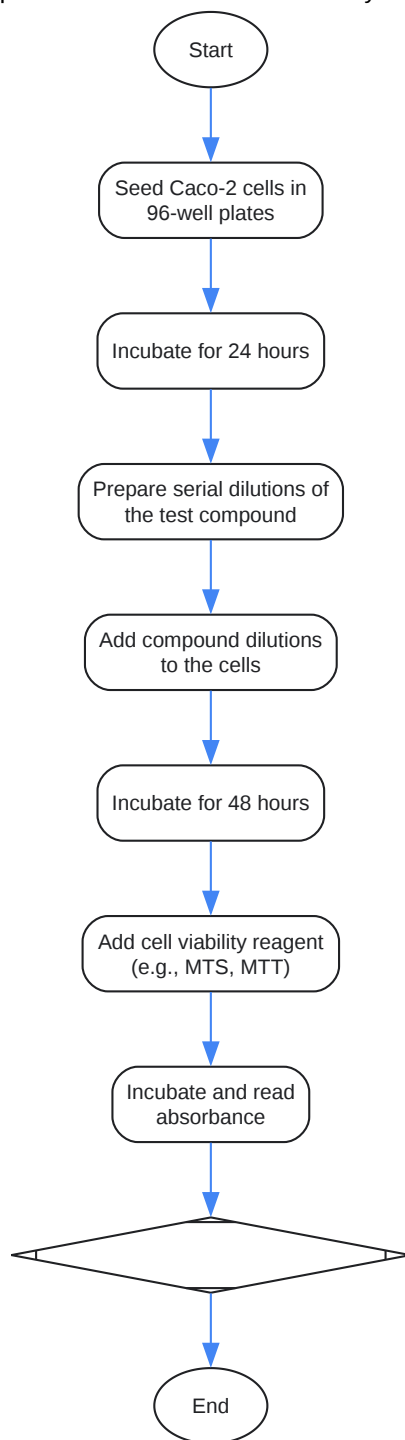 Start
Seed Caco-2 cells in
96-well plates
Incubate for 24 hours
Prepare serial dilutions of
the test compound
Add compound dilutions
to the cells
Incubate for 48 hours
Add cell viability reagent
(e.g., MTS, MTT)
Incubate and read
absorbance
End